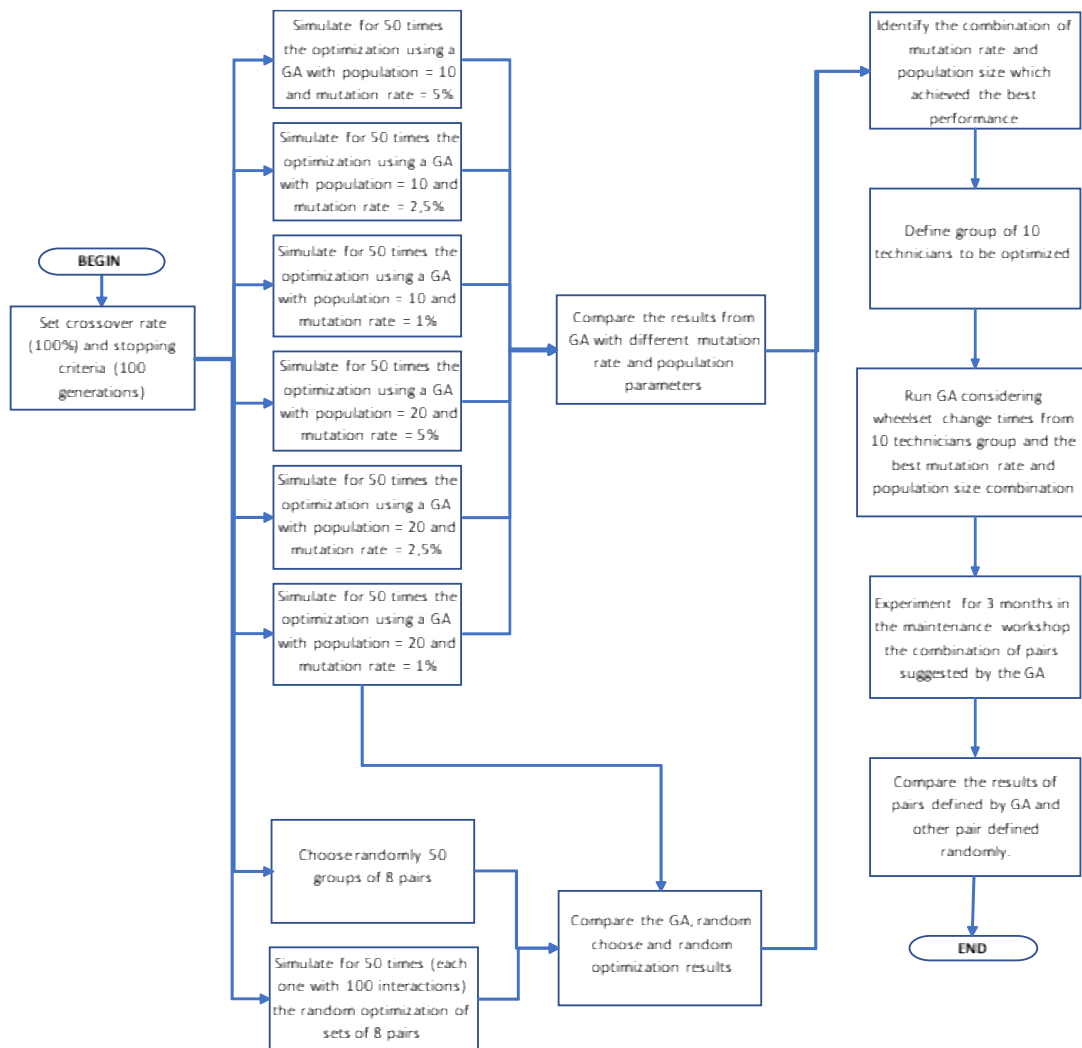 BEGIN
Set crossover rate
(100%) and stopping
criteria (100
generations)
Simulate for 50 times
the optimization using a
GA with population = 10
and mutation rate = 5%
Simulate for 50 times the
optimization using a GA
with population = 10 and
mutation rate = 2,5%
Simulate for 50 times the
optimization using a GA
with population = 10 and
mutation rate = 1%
Simulate for 50 times the
optimization using a GA
with population = 20 and
mutation rate = 5%
Simulate for 50 times the
optimization using a GA
with population = 20 and
mutation rate = 2,5%
Simulate for 50 times the
optimization using a GA
with population = 20 and
mutation rate = 1%
Choose randomly 50
groups of 8 pairs
Simulate for 50 times (each
one with 100 interactions)
the random optimization of
sets of 8 pairs
Compare the results from
GA with different mutation
rate and population
parameters
Compare the GA, random
choose and random
optimization results
Identify the combination of
mutation rate and
population size which
achieved the best
performance
Define group of 10
technicians to be optimized
Run GA considering
wheelset change times from
10 technicians group and the
best mutation rate and
population size combination
Experiment for 3 months in
the maintenance workshop
the combination of pairs
suggested by the GA
Compare the results of
pairs defined by GA and
other pair defined
randomly.
END